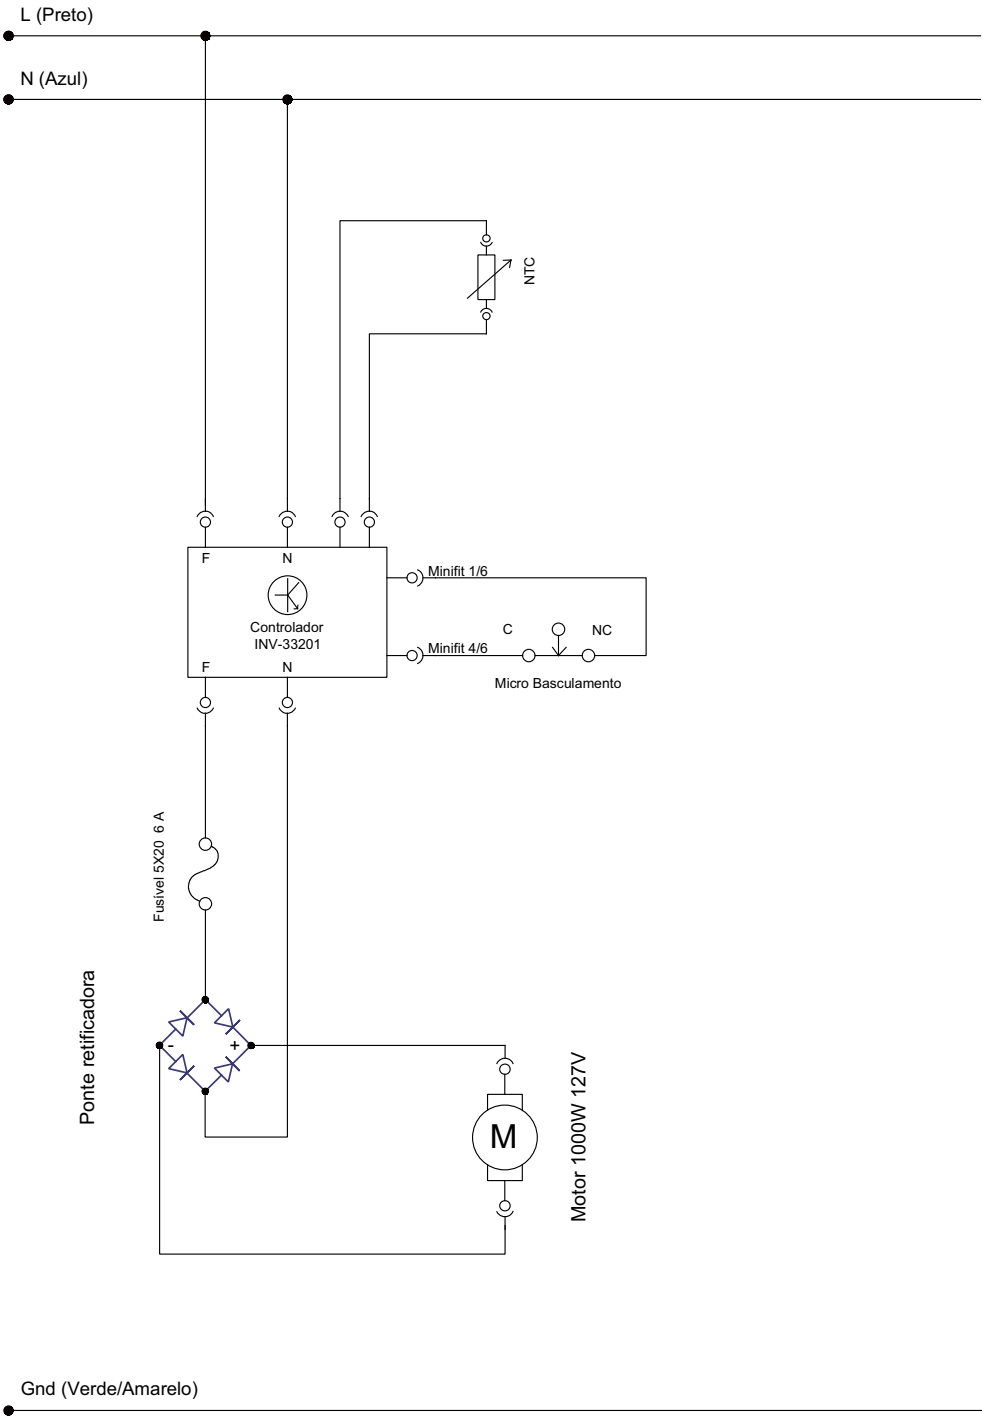 L (Preto)
N (Azul)
NTC
F
N
Minifit 1/6
Controlador
INV-33201
C
NC
Minifit 4/6
F
N
Micro Basculamento
Fusível 5X20 6 A
Ponte retificadora
-
+
M
Motor 1000W 127V
Gnd (Verde/Amarelo)